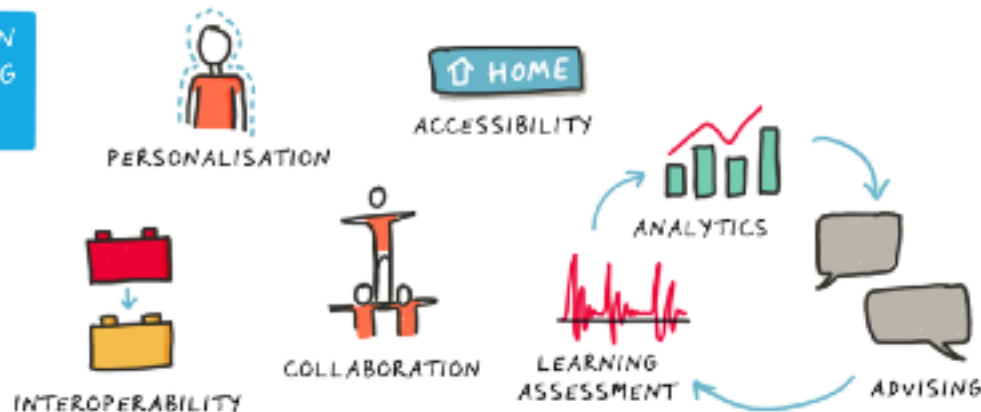 N
G
HOME
PERSONALISATION
ACCESSIBILITY
ANALYTICS
INTEROPERABILITY
COLLABORATION
LEARNING
ASSESSMENT
ADVISING